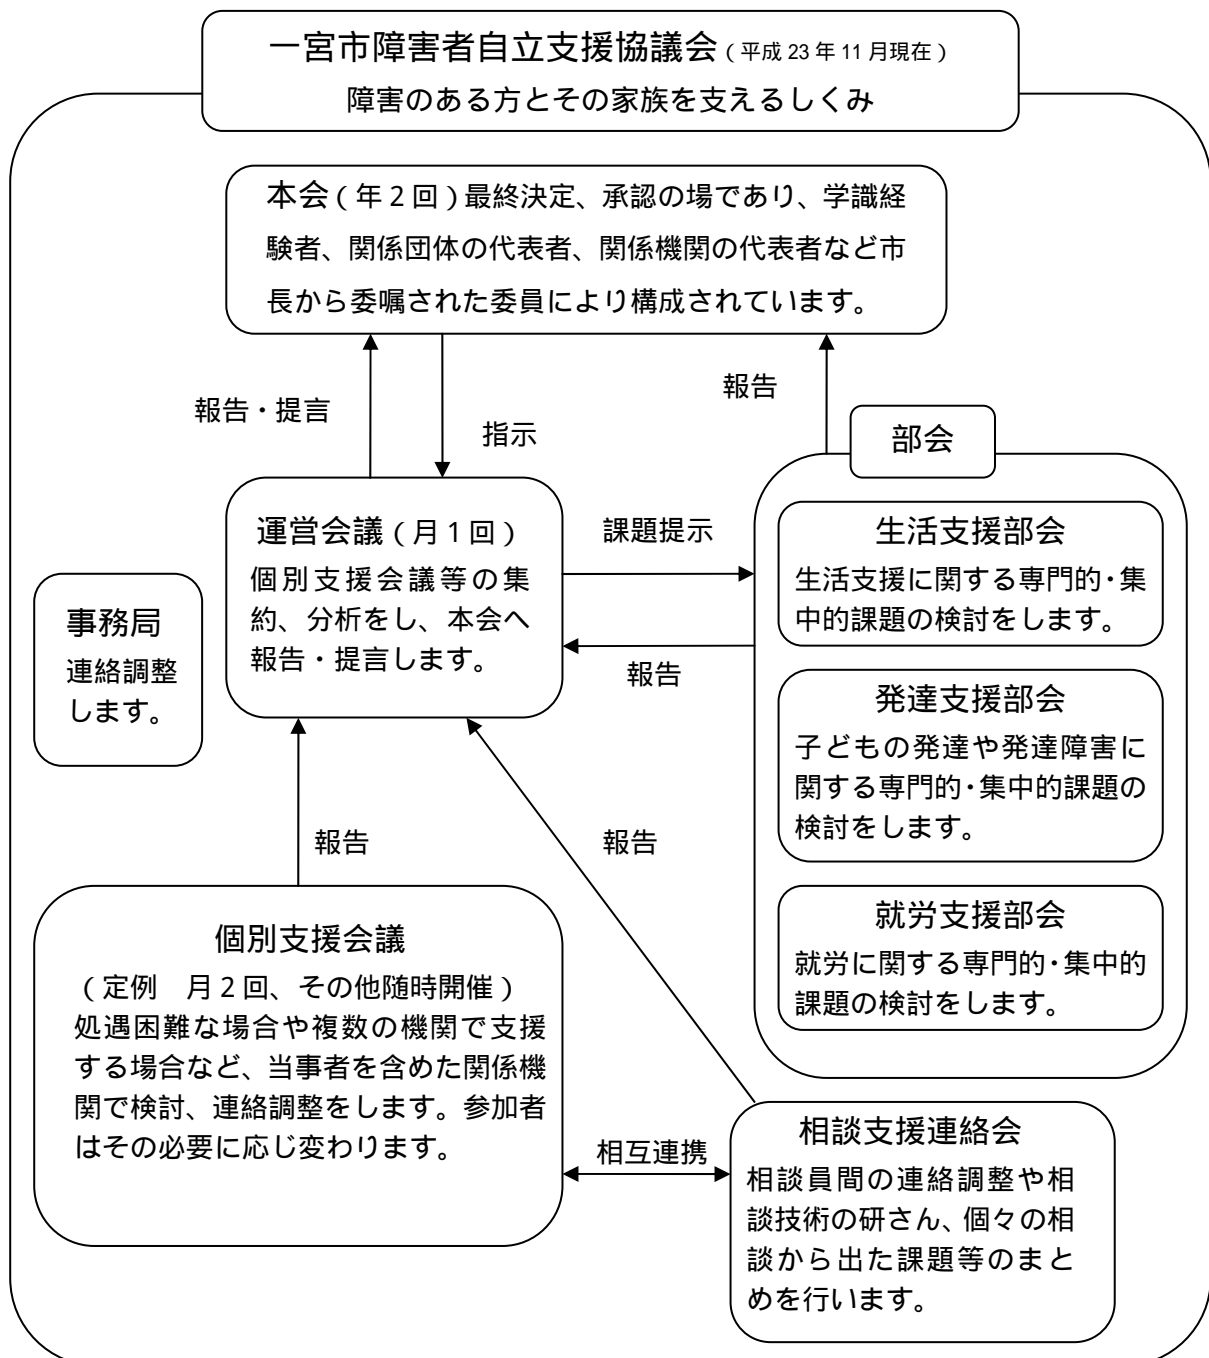 一宮市障害者自立支援協議会（平成 23 年 11 月現在）
障害のある方とその家族を支えるしくみ
本会（年２回）最終決定、承認の場であり、学識経
験者、関係団体の代表者、関係機関の代表者など市
長から委嘱された委員により構成されています。
報告・提言
指示
報告
部会
運営会議（月１回）
個別支援会議等の集
約、分析をし、本会へ
報告・提言します。
課題提示
報告
生活支援部会
生活支援に関する専門的・集
中的課題の検討をします。
事務局
連絡調整
します。
発達支援部会
子どもの発達や発達障害に
関する専門的・集中的課題の
検討をします。
報告
報告
就労支援部会
就労に関する専門的・集中的
課題の検討をします。
個別支援会議
（定例　月２回、その他随時開催）
処遇困難な場合や複数の機関で支援
する場合など、当事者を含めた関係機
関で検討、連絡調整をします。参加者
はその必要に応じ変わります。
相互連携
相談支援連絡会
相談員間の連絡調整や相
談技術の研さん、個々の相
談から出た課題等のまと
めを行います。